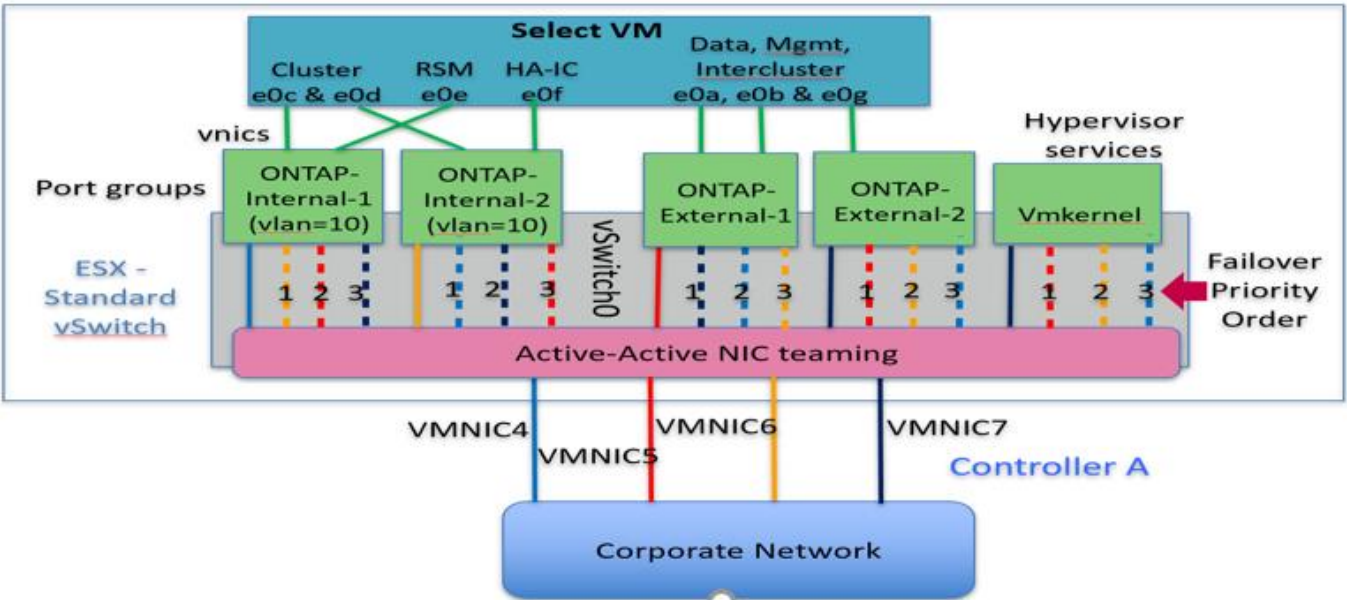 Select VM
Cluster
e0c & e0d
RSM
e0e
HA-IC
e0f
Data, Mgmt,
Intercluster
e0a, e0b & e0g
vnics
Hypervisor
services
Port groups
ONTAP-
Internal-1
(vlan=10)
ONTAP-
Internal-2
(vlan=10)
ONTAP-
External-1
ONTAP-
External-2
Vmkernel
ESX -
Standard
vSwitch
vSwitch0
1 2 3
1 2 3
1 2 3
1 2 3
1 2 3
Failover
Priority
Order
Active-Active NIC teaming
VMNIC4
VMNIC5
VMNIC6
VMNIC7
Controller A
Corporate Network